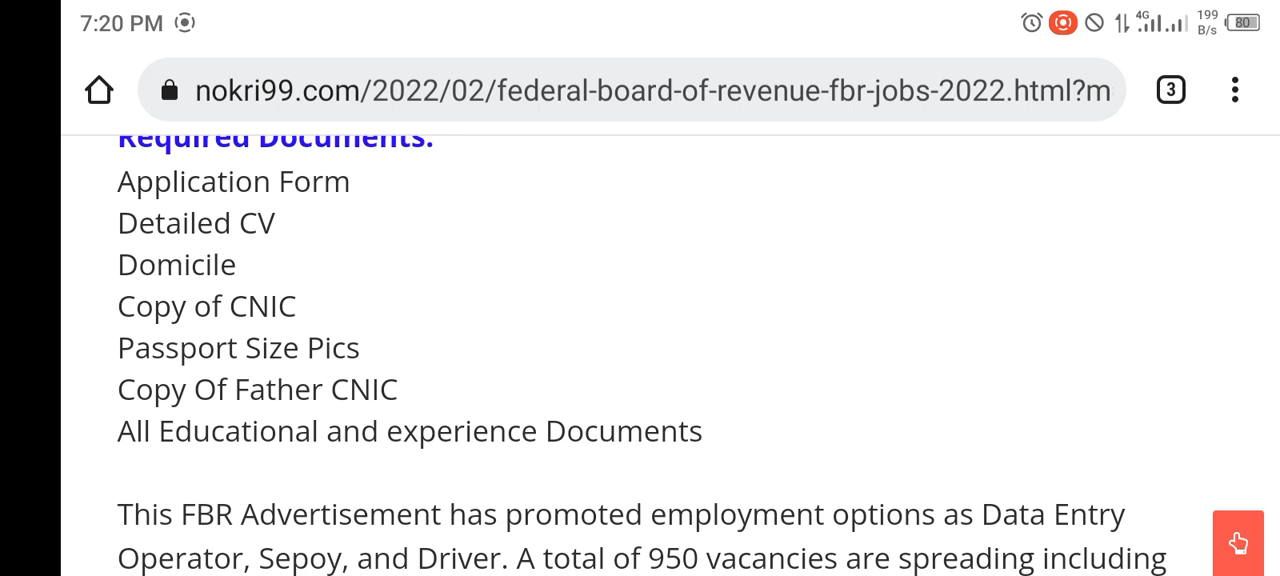 7:20 PM
4G
199
B/s
80
nokri99.com/2022/02/federal-board-of-revenue-fbr-jobs-2022.html?m
3
Required Documents:
Application Form
Detailed CV
Domicile
Copy of CNIC
Passport Size Pics
Copy Of Father CNIC
All Educational and experience Documents
This FBR Advertisement has promoted employment options as Data Entry
Operator, Sepoy, and Driver. A total of 950 vacancies are spreading including